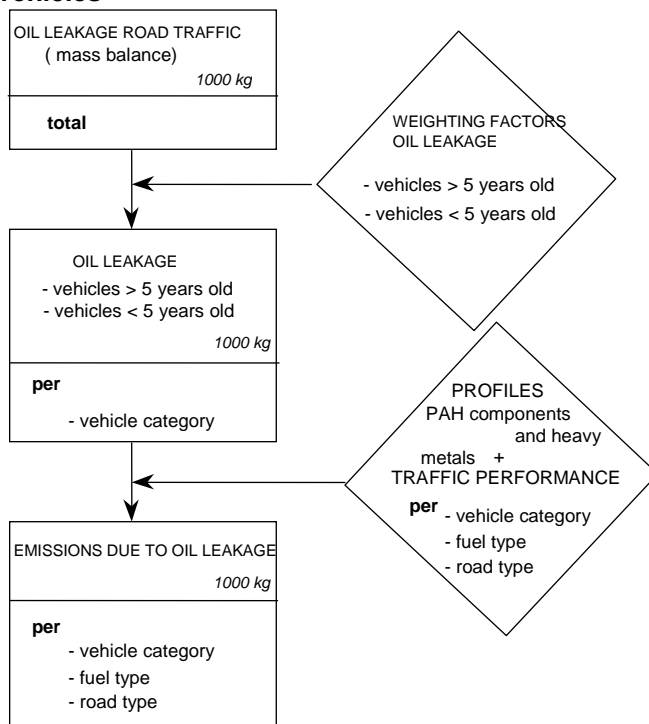 OIL LEAKAGE ROAD TRAFFIC
( mass balance)
1000 kg
total
WEIGHTING FACTORS
OIL LEAKAGE
- vehicles > 5 years old
- vehicles < 5 years old
OIL LEAKAGE
- vehicles > 5 years old
- vehicles < 5 years old
1000 kg
per
- vehicle category
PROFILES
PAH components
and heavy
metals +
TRAFFIC PERFORMANCE
per
- vehicle category
- fuel type
- road type
EMISSIONS DUE TO OIL LEAKAGE
1000 kg
per
- vehicle category
- fuel type
- road type